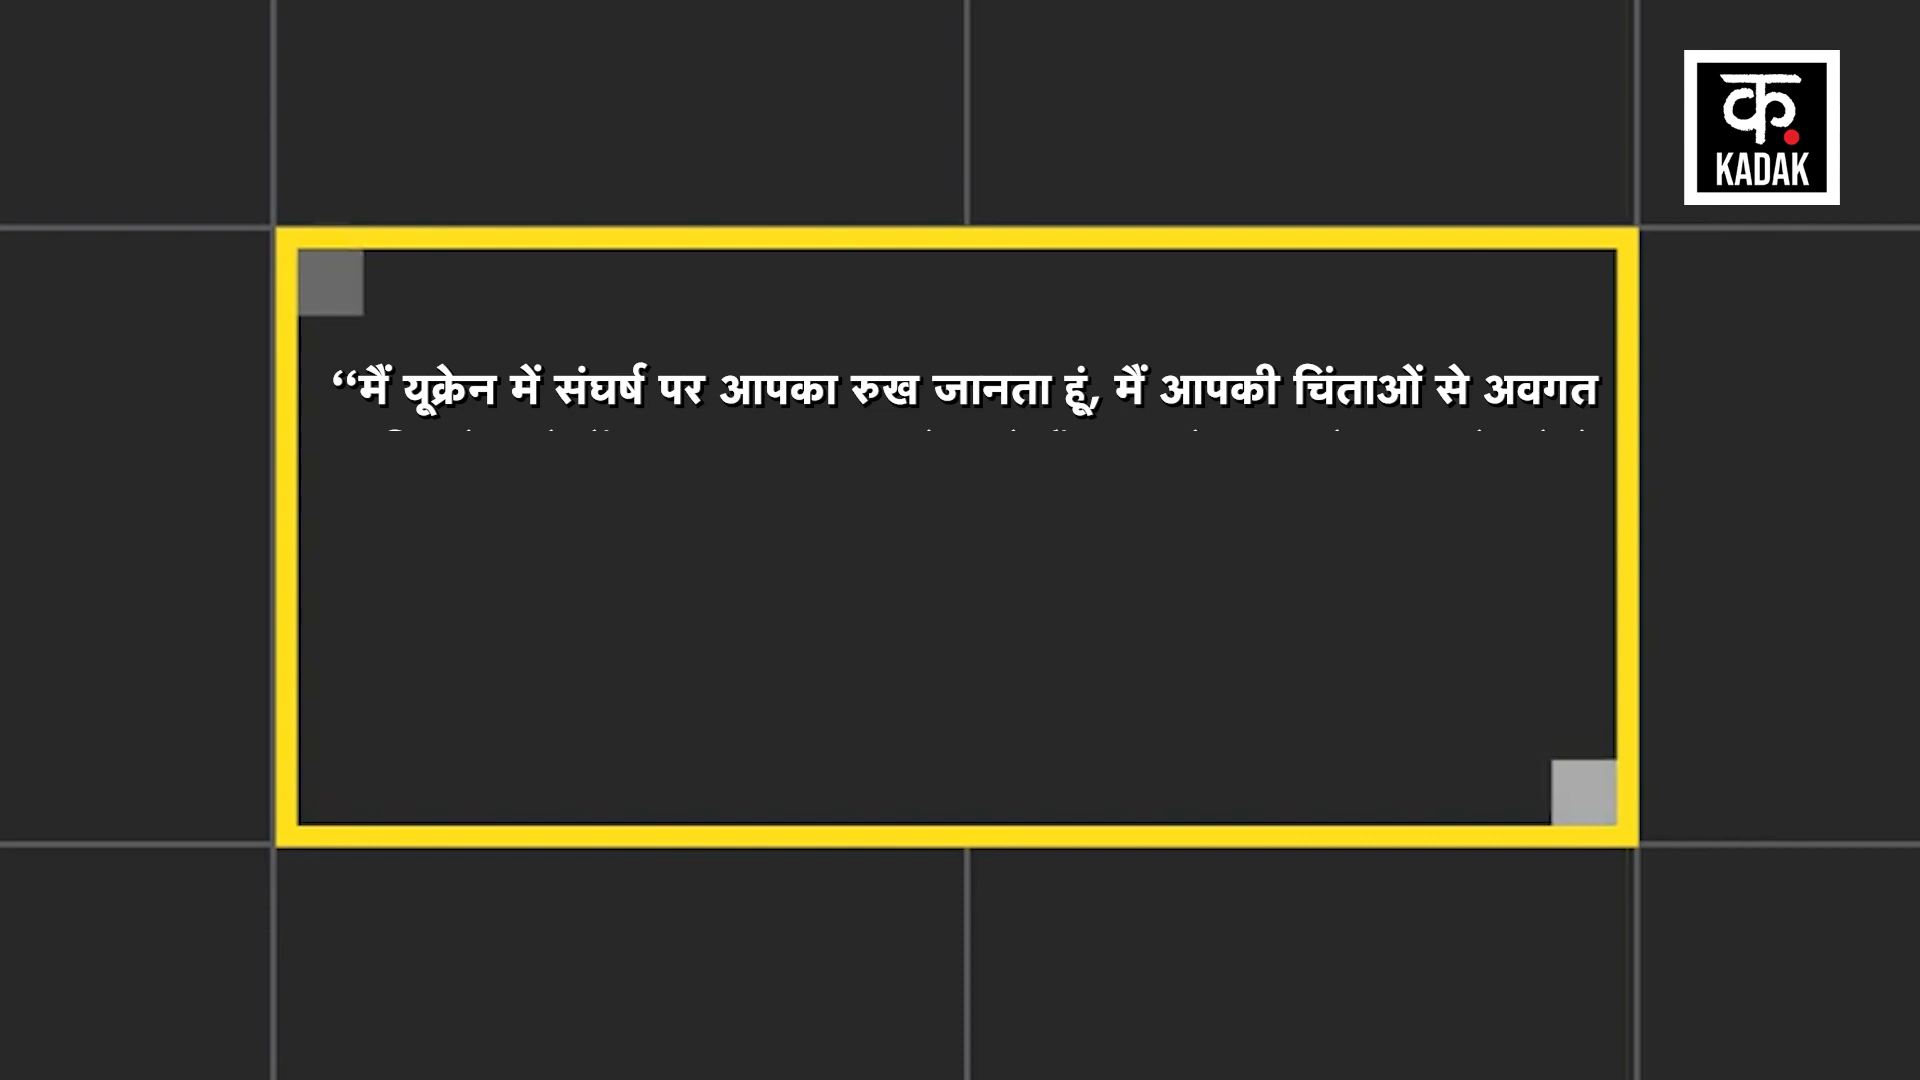 क.
KADAK
“मैं यूक्रेन में संघर्ष पर आपका रुख जानता हूं, मैं आपकी चिंताओं से अवगत